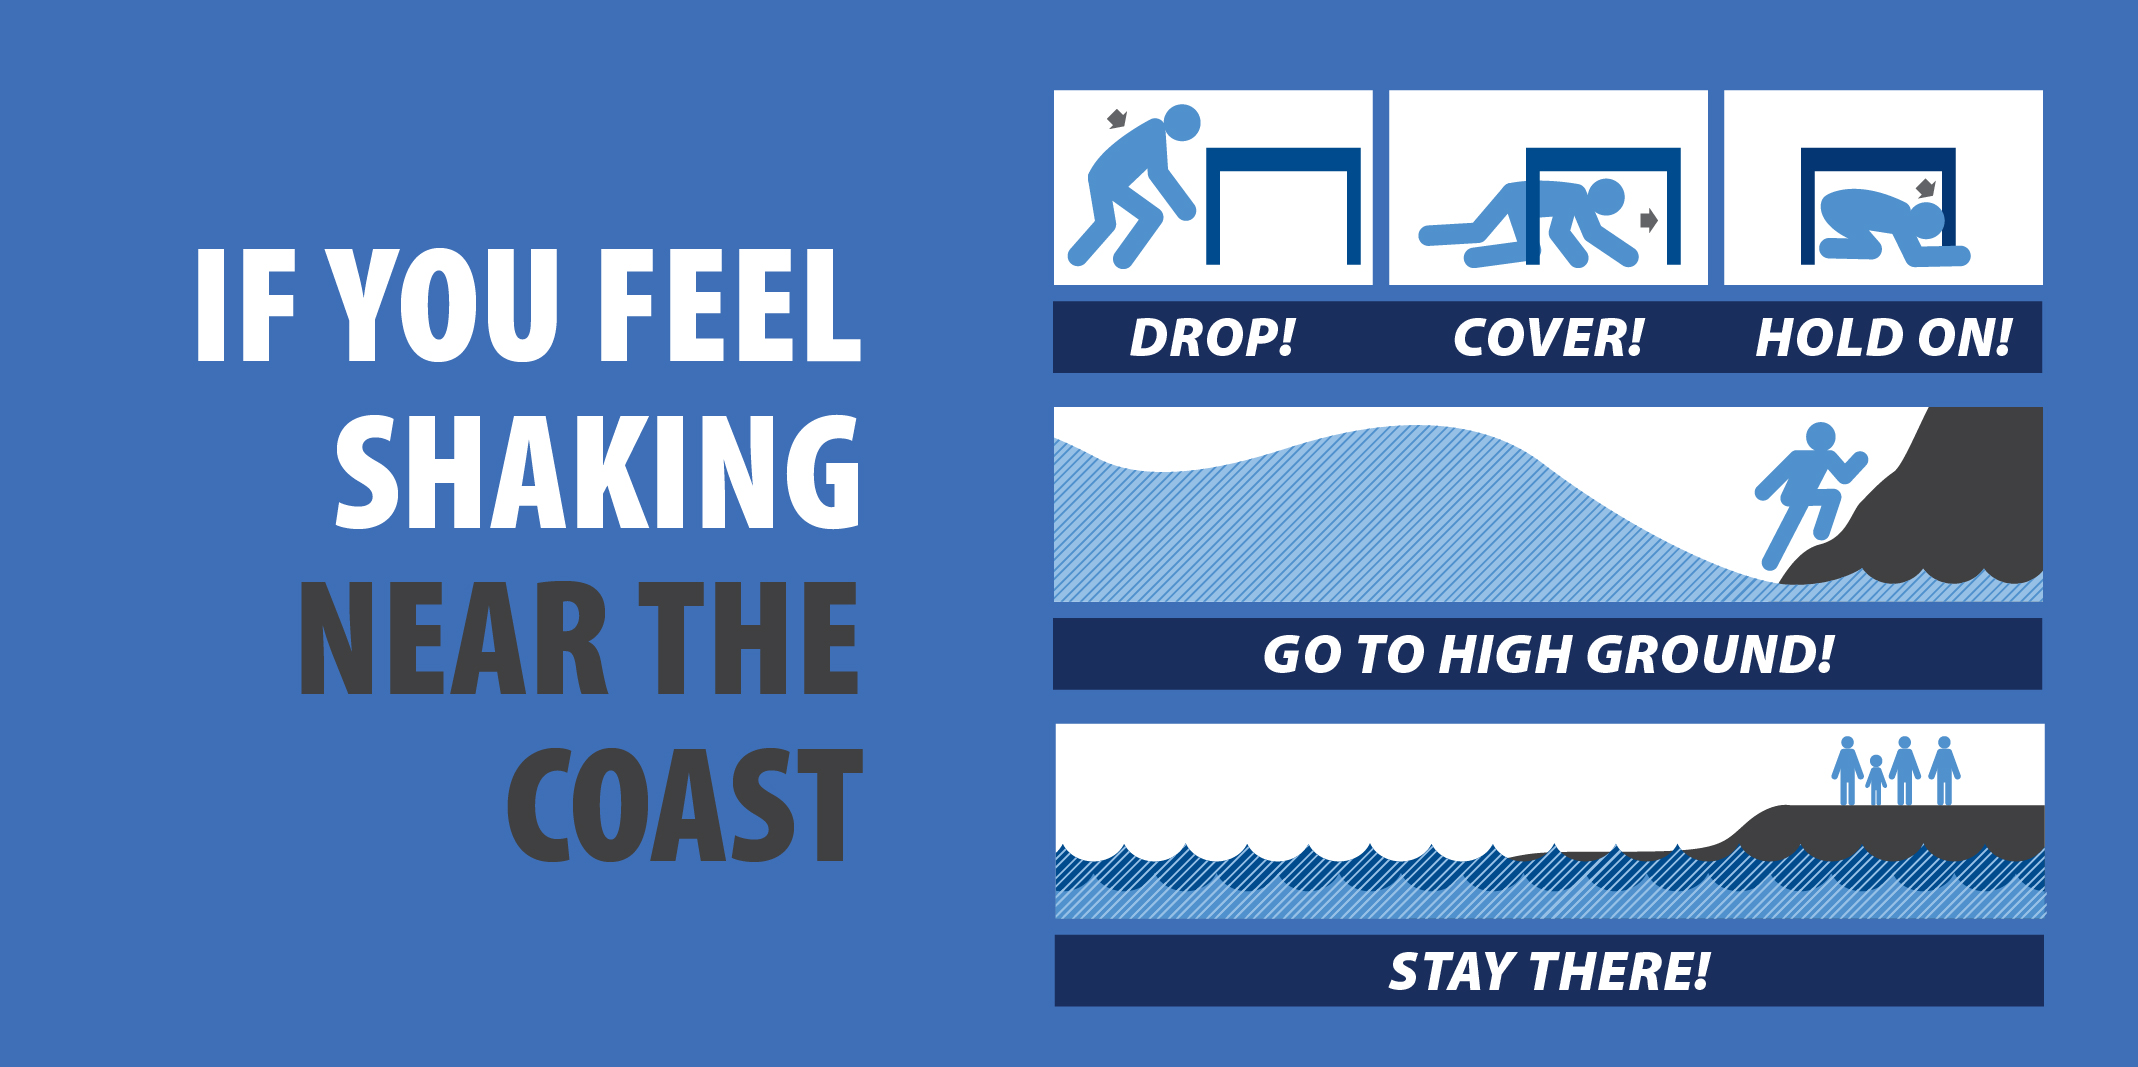 IF YOU FEEL
SHAKING
NEAR THE
COAST
DROP! COVER! HOLD ON!
GO TO HIGH GROUND!
STAY THERE!